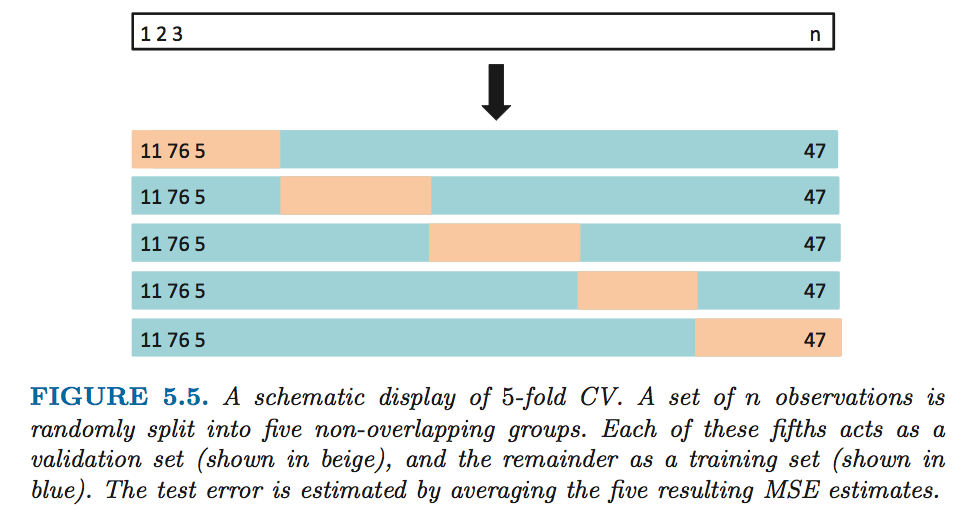 1 2 3 n
11 76 5 47
11 76 5 47
11 76 5 47
11 76 5 47
11 76 5 47
FIGURE 5.5. A schematic display of 5-fold CV. A set of n observations is
randomly split into five non-overlapping groups. Each of these fifths acts as a
validation set (shown in beige), and the remainder as a training set (shown in
blue). The test error is estimated by averaging the five resulting MSE estimates.